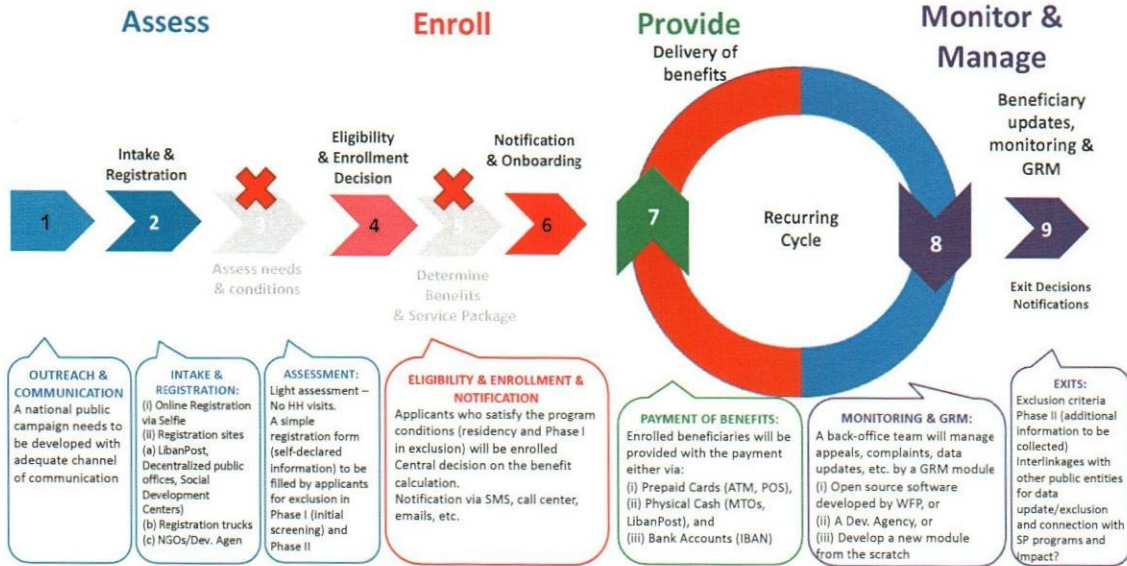 Assess
Enroll
Provide
Monitor &
Manage
Delivery of
benefits
Intake &
Registration
Eligibility
& Enrollment
Decision
Notification
& Onboarding
Beneficiary
updates,
monitoring &
GRM
1
2
3
4
5
6
7
Recurring
Cycle
8
9
Assess needs
& conditions
Determine
Benefits
& Service Package
Exit Decisions
Notifications
OUTREACH &
COMMUNICATION
A national public
campaign needs to
be developed with
adequate channel
of communication
INTAKE &
REGISTRATION:
(i) Online Registration
via Selfie
(ii) Registration sites
(a) LibanPost,
Decentralized public
offices, Social
Development
Centers)
(b) Registration trucks
(c) NGOs/Dev. Agen
ASSESSMENT:
Light assessment –
No HH visits.
A simple
registration form
(self-declared
information) to be
filled by applicants
for exclusion in
Phase I (initial
screening) and
Phase II
ELIGIBILITY & ENROLLMENT &
NOTIFICATION
Applicants who satisfy the program
conditions (residency and Phase I
in exclusion) will be enrolled
Central decision on the benefit
calculation.
Notification via SMS, call center,
emails, etc.
PAYMENT OF BENEFITS:
Enrolled beneficiaries will be
provided with the payment
either via:
(i) Prepaid Cards (ATM, POS),
(ii) Physical Cash (MTOs,
LibanPost), and
(iii) Bank Accounts (IBAN)
MONITORING & GRM:
A back-office team will manage
appeals, complaints, data
updates, etc. by a GRM module
(i) Open source software
developed by WFP, or
(ii) A Dev. Agency, or
(iii) Develop a new module
from the scratch
EXITS:
Exclusion criteria
Phase II (additional
information to be
collected)
Interlinkages with
other public entities
for data
update/exclusion
and connection with
SP programs and
impact?